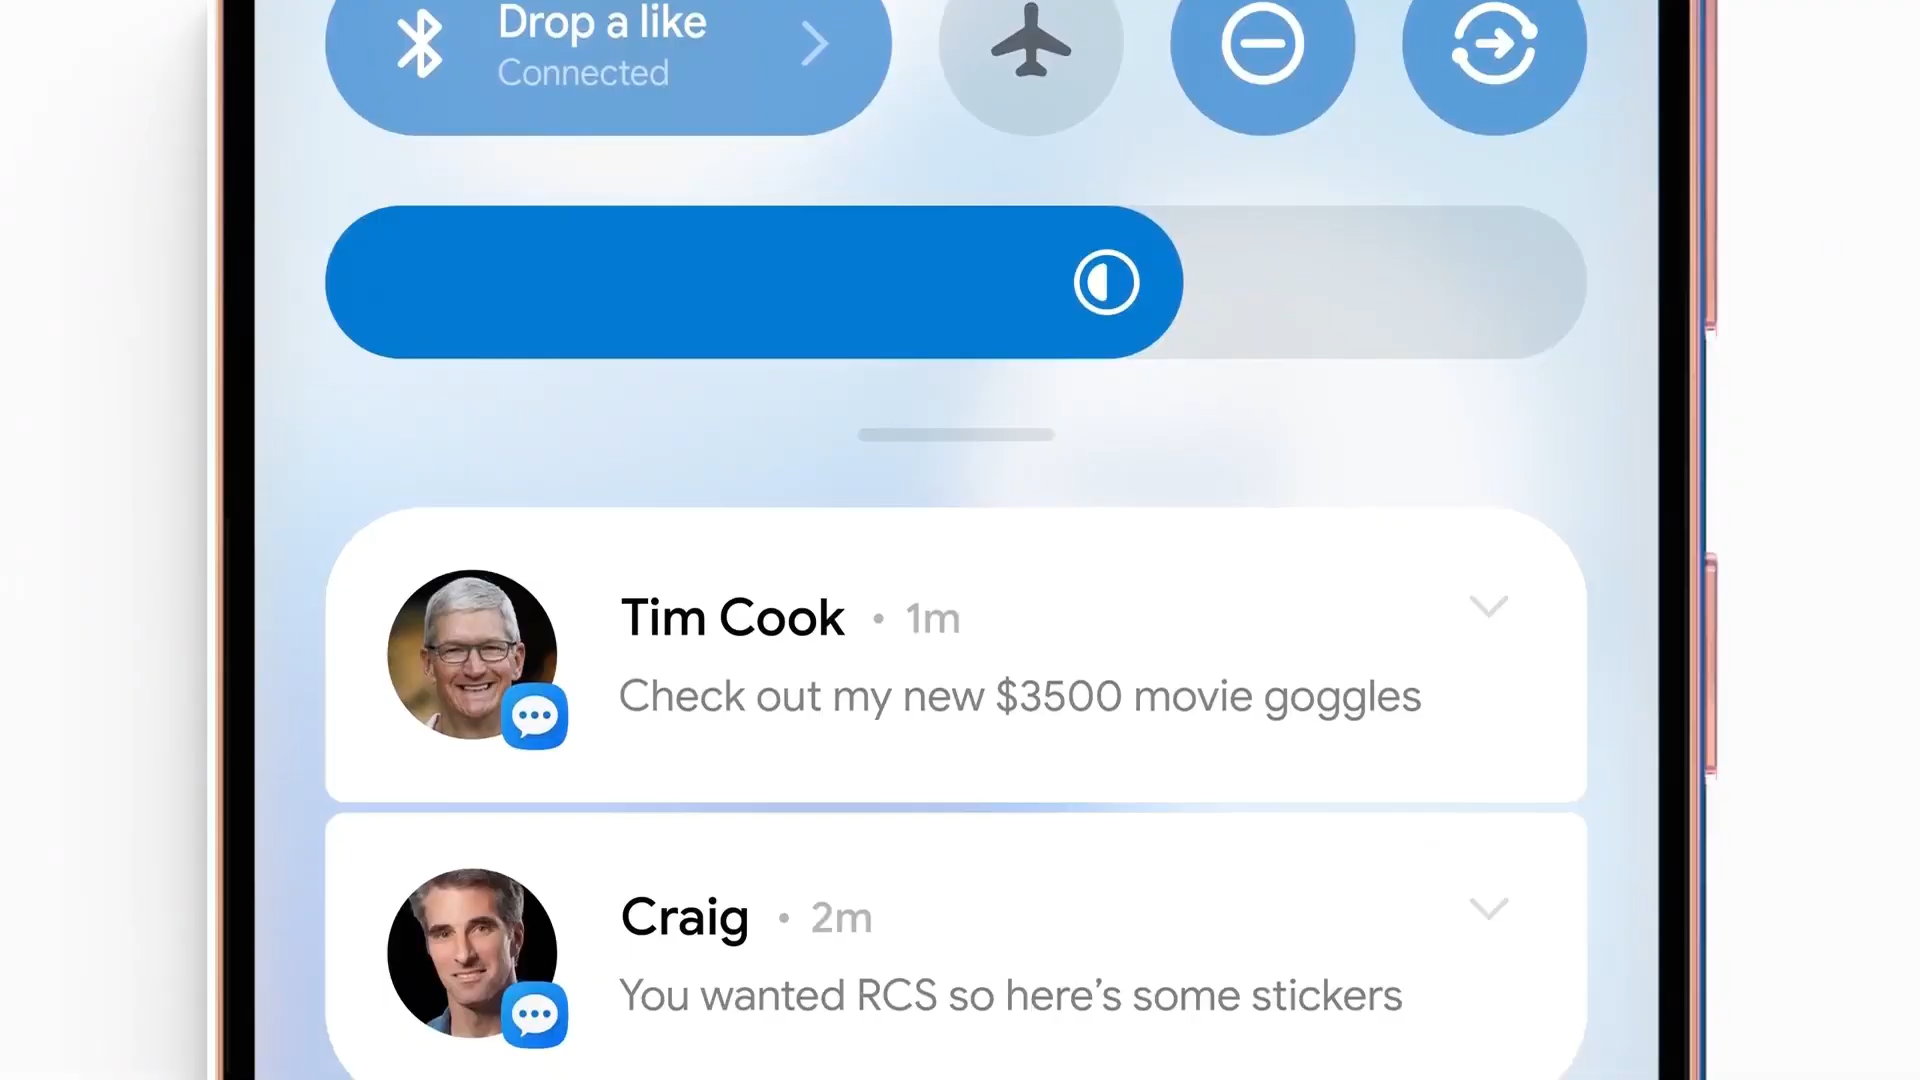 Drop a like
Connected
Tim Cook • 1m
Check out my new $3500 movie goggles
Craig • 2m
You wanted RCS so here’s some stickers